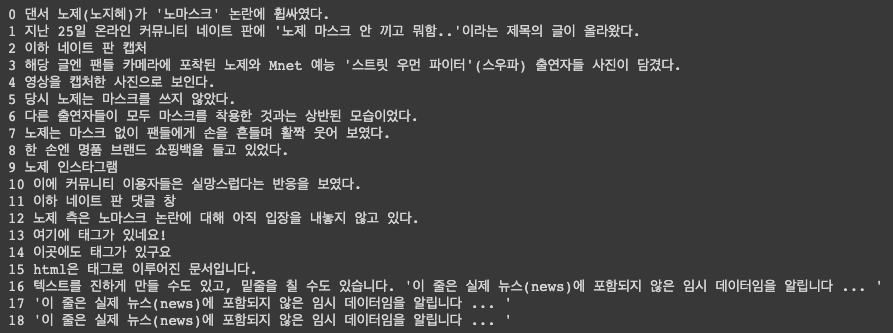 0 댄서 노제(노지혜)가 '노마스크' 논란에 휩싸였다.
1 지난 25일 온라인 커뮤니티 네이트 판에 '노제 마스크 안 끼고 뭐함..'이라는 제목의 글이 올라왔다.
2 이하 네이트 판 캡처
3 해당 글엔 팬들 카메라에 포착된 노제와 Mnet 예능 '스트릿 우먼 파이터'(스우파) 출연자들 사진이 담겼다.
4 영상을 캡처한 사진으로 보인다.
5 당시 노제는 마스크를 쓰지 않았다.
6 다른 출연자들이 모두 마스크를 착용한 것과는 상반된 모습이었다.
7 노제는 마스크 없이 팬들에게 손을 흔들며 활짝 웃어 보였다.
8 한 손엔 명품 브랜드 쇼핑백을 들고 있었다.
9 노제 인스타그램
10 이에 커뮤니티 이용자들은 실망스럽다는 반응을 보였다.
11 이하 네이트 판 댓글 창
12 노제 측은 노마스크 논란에 대해 아직 입장을 내놓지 않고 있다.
13 여기에 태그가 있네요!
14 이곳에도 태그가 있구요
15 html은 태그로 이루어진 문서입니다.
16 텍스트를 진하게 만들 수도 있고, 밑줄을 칠 수도 있습니다. '이 줄은 실제 뉴스(news)에 포함되지 않은 임시 데이터임을 알립니다 ... '
17 '이 줄은 실제 뉴스(news)에 포함되지 않은 임시 데이터임을 알립니다 ... '
18 '이 줄은 실제 뉴스(news)에 포함되지 않은 임시 데이터임을 알립니다 ... '